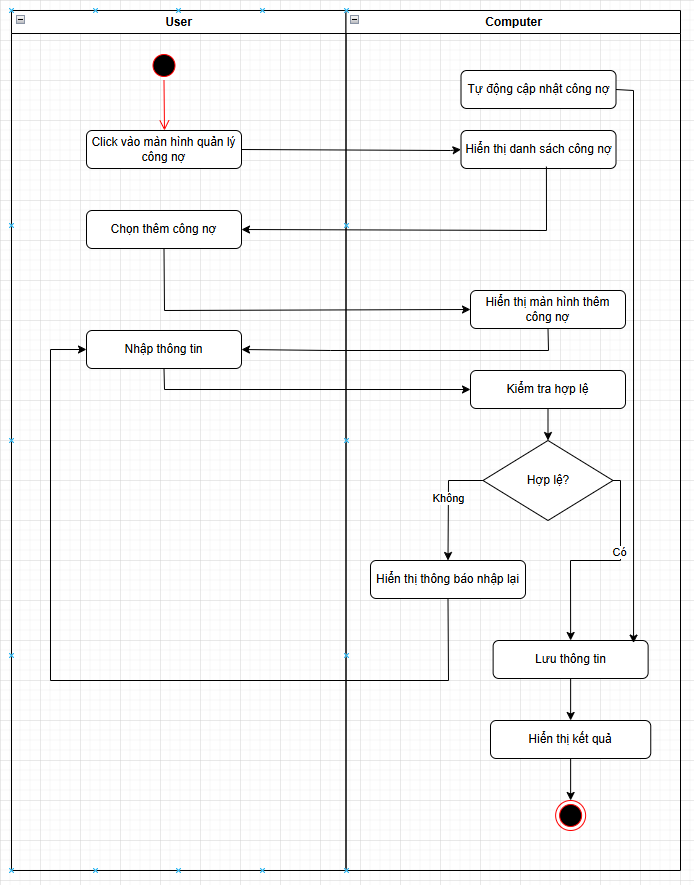 User
Computer
Tự động cập nhật công nợ
Click vào màn hình quản lý
công nợ
Hiển thị danh sách công nợ
Chọn thêm công nợ
Hiển thị màn hình thêm
công nợ
Nhập thông tin
Kiểm tra hợp lệ
Hợp lệ?
Không
Có
Hiển thị thông báo nhập lại
Lưu thông tin
Hiển thị kết quả